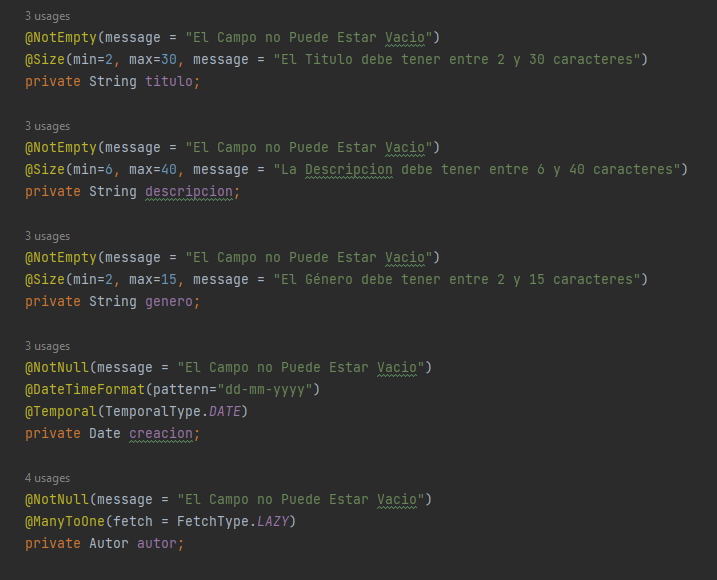 3 usages
@NotEmpty(message = "El Campo no Puede Estar Vacio")
@Size(min=2, max=30, message = "El Titulo debe tener entre 2 y 30 caracteres")
private String titulo;
3 usages
@NotEmpty(message = "El Campo no Puede Estar Vacio")
@Size(min=6, max=40, message = "La Descripcion debe tener entre 6 y 40 caracteres")
private String descripcion;
3 usages
@NotEmpty(message = "El Campo no Puede Estar Vacio")
@Size(min=2, max=15, message = "El Género debe tener entre 2 y 15 caracteres")
private String genero;
3 usages
@NotNull(message = "El Campo no Puede Estar Vacio")
@DateTimeFormat(pattern="dd-mm-yyyy")
@Temporal(TemporalType.DATE)
private Date creacion;
4 usages
@NotNull(message = "El Campo no Puede Estar Vacio")
@ManyToOne(fetch = FetchType.LAZY)
private Autor autor;